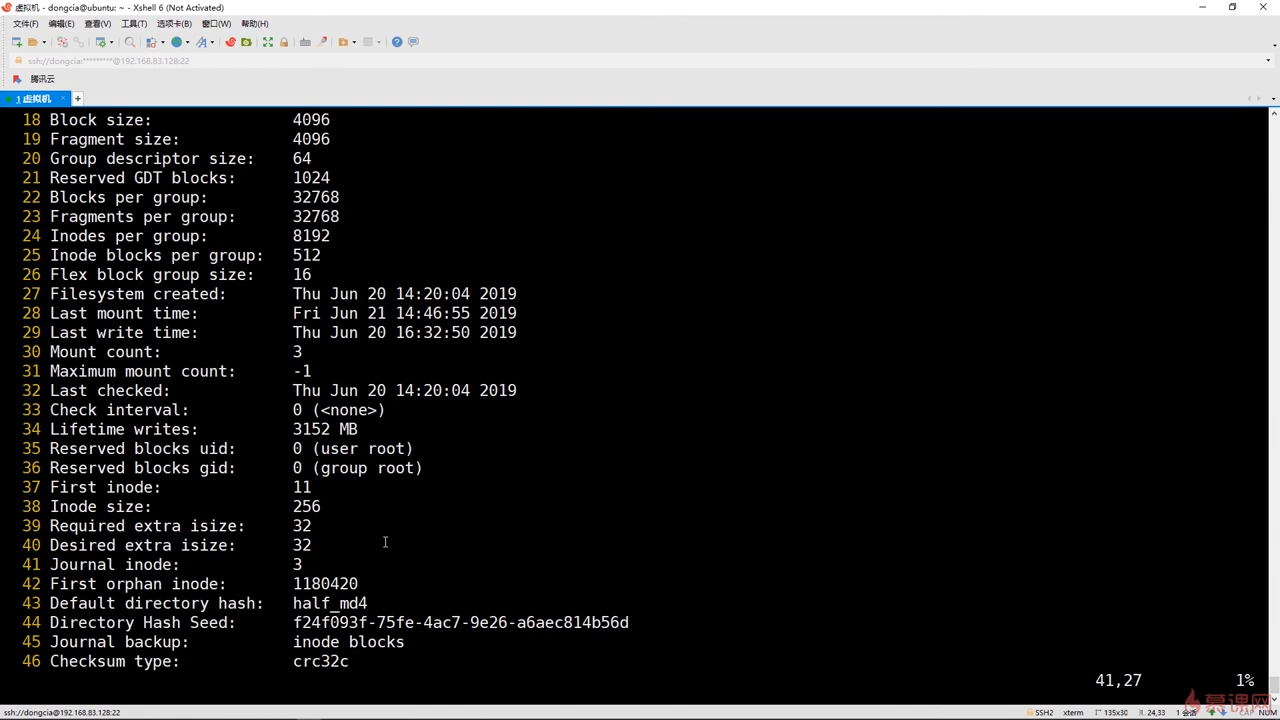 虚拟机 - dongcia@ubuntu: ~ - Xshell 6 (Not Activated)
文件(F) 编辑(E) 查看(V) 工具(T) 选项卡(B) 窗口(W) 帮助(H)
ssh://dongcia:*********@192.168.83.128:22
腾讯云
1 虚拟机 × +
18 Block size: 4096
19 Fragment size: 4096
20 Group descriptor size: 64
21 Reserved GDT blocks: 1024
22 Blocks per group: 32768
23 Fragments per group: 32768
24 Inodes per group: 8192
25 Inode blocks per group: 512
26 Flex block group size: 16
27 Filesystem created: Thu Jun 20 14:20:04 2019
28 Last mount time: Fri Jun 21 14:46:55 2019
29 Last write time: Thu Jun 20 16:32:50 2019
30 Mount count: 3
31 Maximum mount count: -1
32 Last checked: Thu Jun 20 14:20:04 2019
33 Check interval: 0 (<none>)
34 Lifetime writes: 3152 MB
35 Reserved blocks uid: 0 (user root)
36 Reserved blocks gid: 0 (group root)
37 First inode: 11
38 Inode size: 256
39 Required extra isize: 32
40 Desired extra isize: 32
41 Journal inode: 3
42 First orphan inode: 1180420
43 Default directory hash: half_md4
44 Directory Hash Seed: f24f093f-75fe-4ac7-9e26-a6aec814b56d
45 Journal backup: inode blocks
46 Checksum type: crc32c
41,27 1%
慕课网
ssh://dongcia@192.168.83.128:22 SSH2 xterm 135x30 24,33 1 会话 CAP NUM